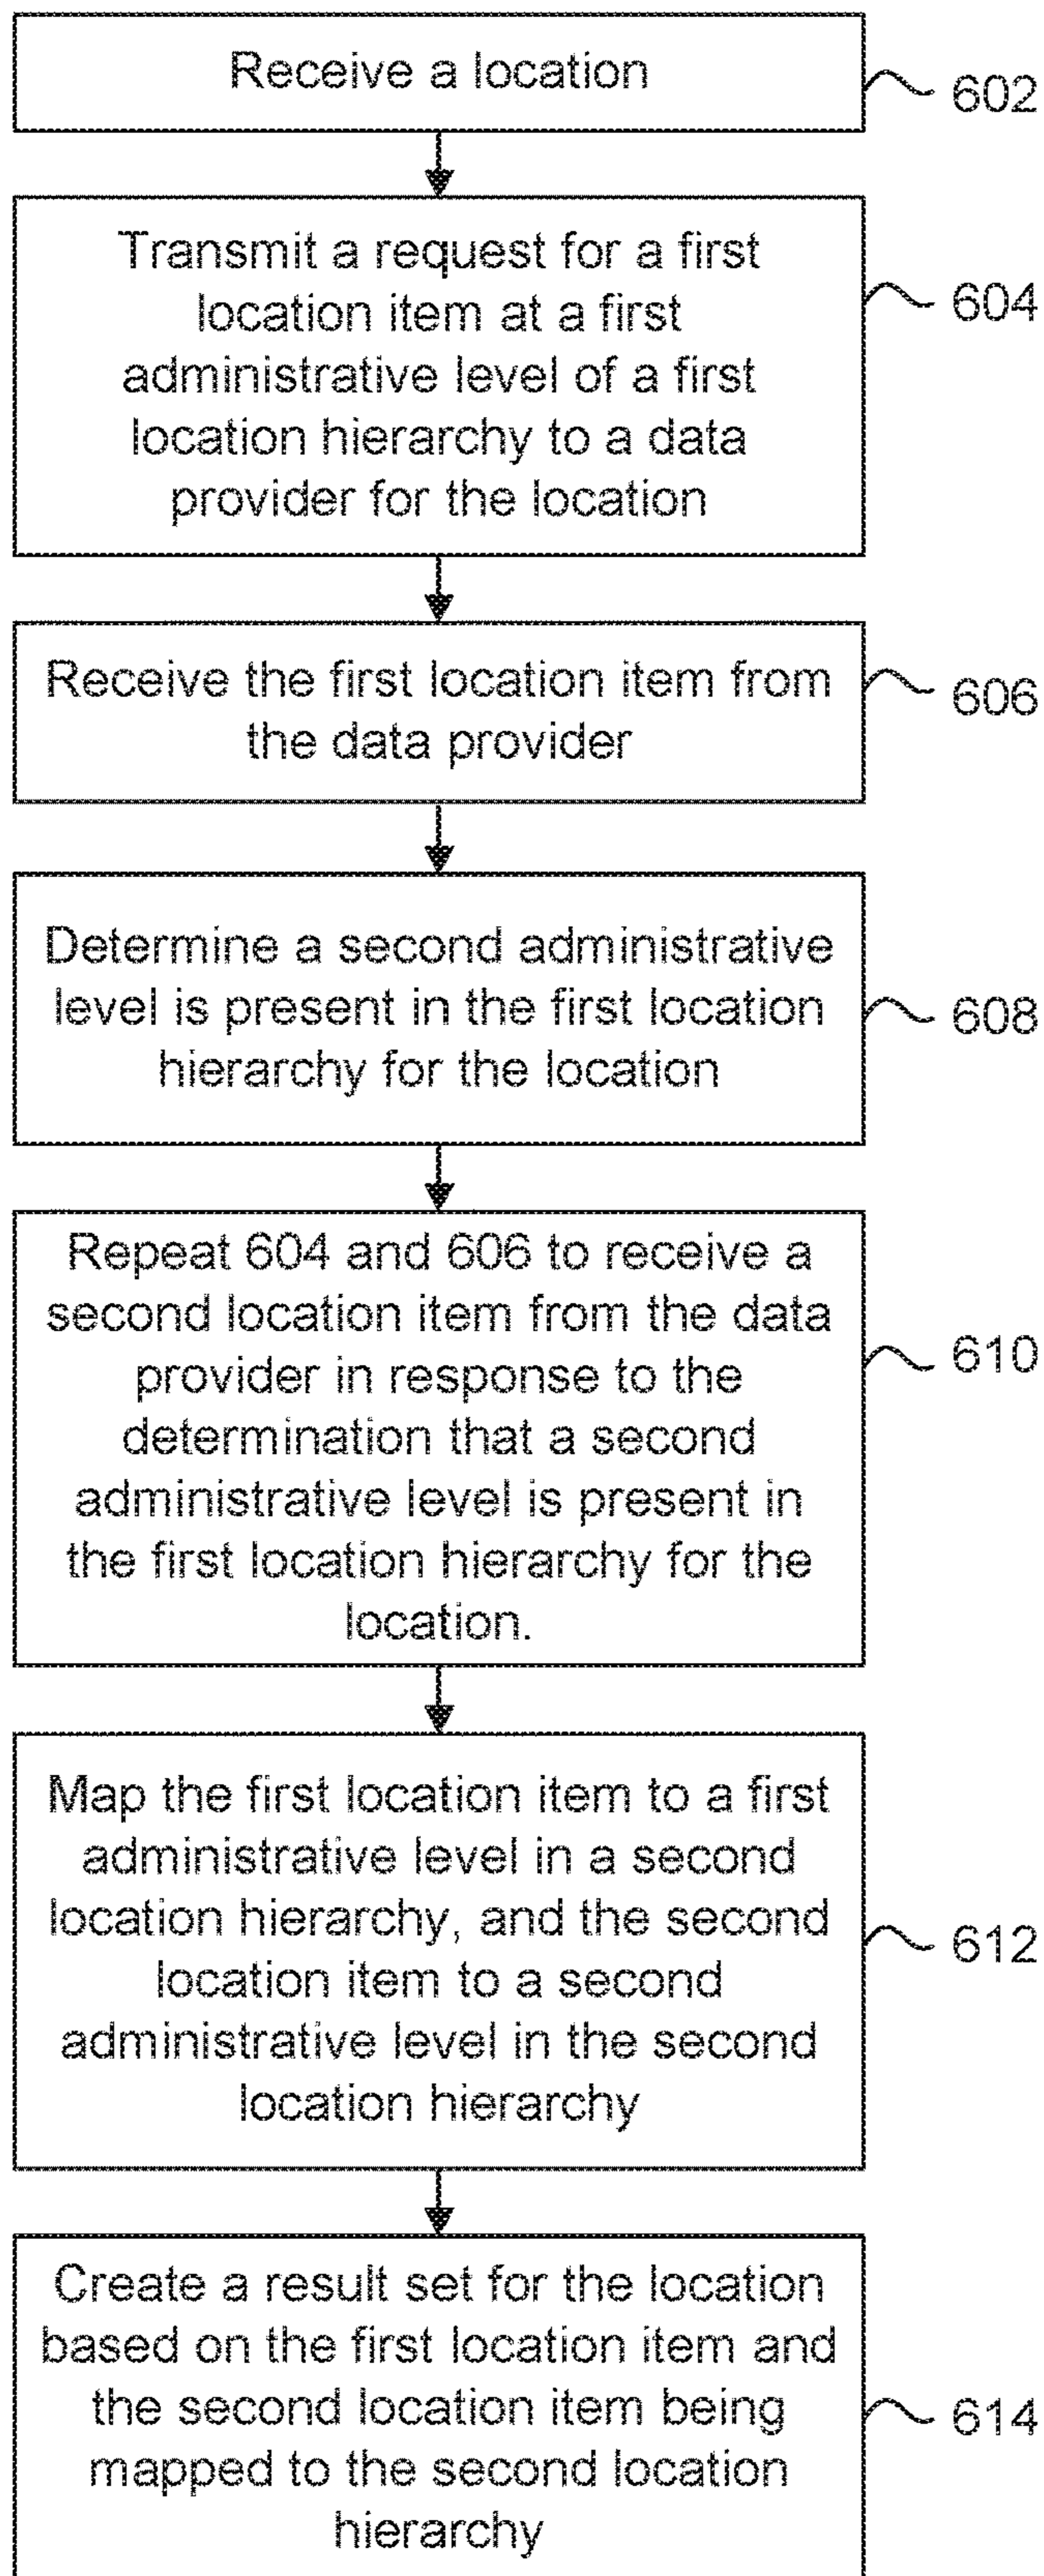 Receive a location
602
Transmit a request for a first
location item at a first
administrative level of a first
location hierarchy to a data
provider for the location
604
Receive the first location item from
the data provider
606
Determine a second administrative
level is present in the first location
hierarchy for the location
608
Repeat 604 and 606 to receive a
second location item from the data
provider in response to the
determination that a second
administrative level is present in
the first location hierarchy for the
location.
610
Map the first location item to a first
administrative level in a second
location hierarchy, and the second
location item to a second
administrative level in the second
location hierarchy
612
Create a result set for the location
based on the first location item and
the second location item being
mapped to the second location
hierarchy
614